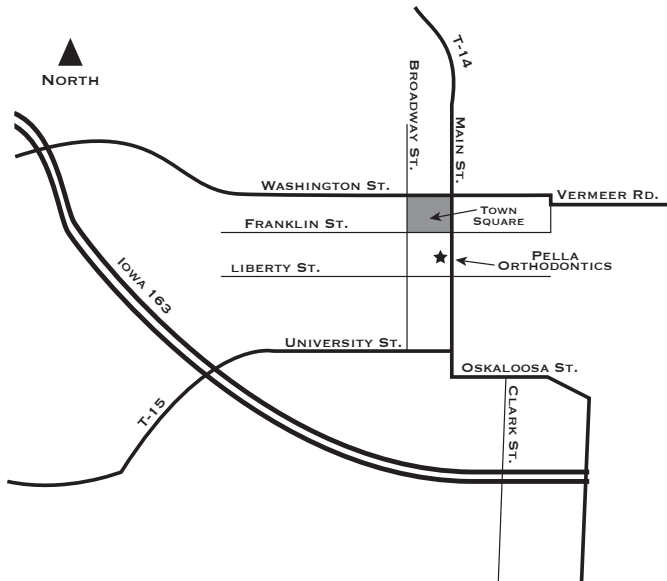 T-14
NORTH
BROADWAY ST.
MAIN ST.
WASHINGTON ST.
VERMEER RD.
TOWN
SQUARE
FRANKLIN ST.
PELLA
ORTHODONTICS
LIBERTY ST.
IOWA 163
UNIVERSITY ST.
OSKALOOSA ST.
CLARK ST.
T-15